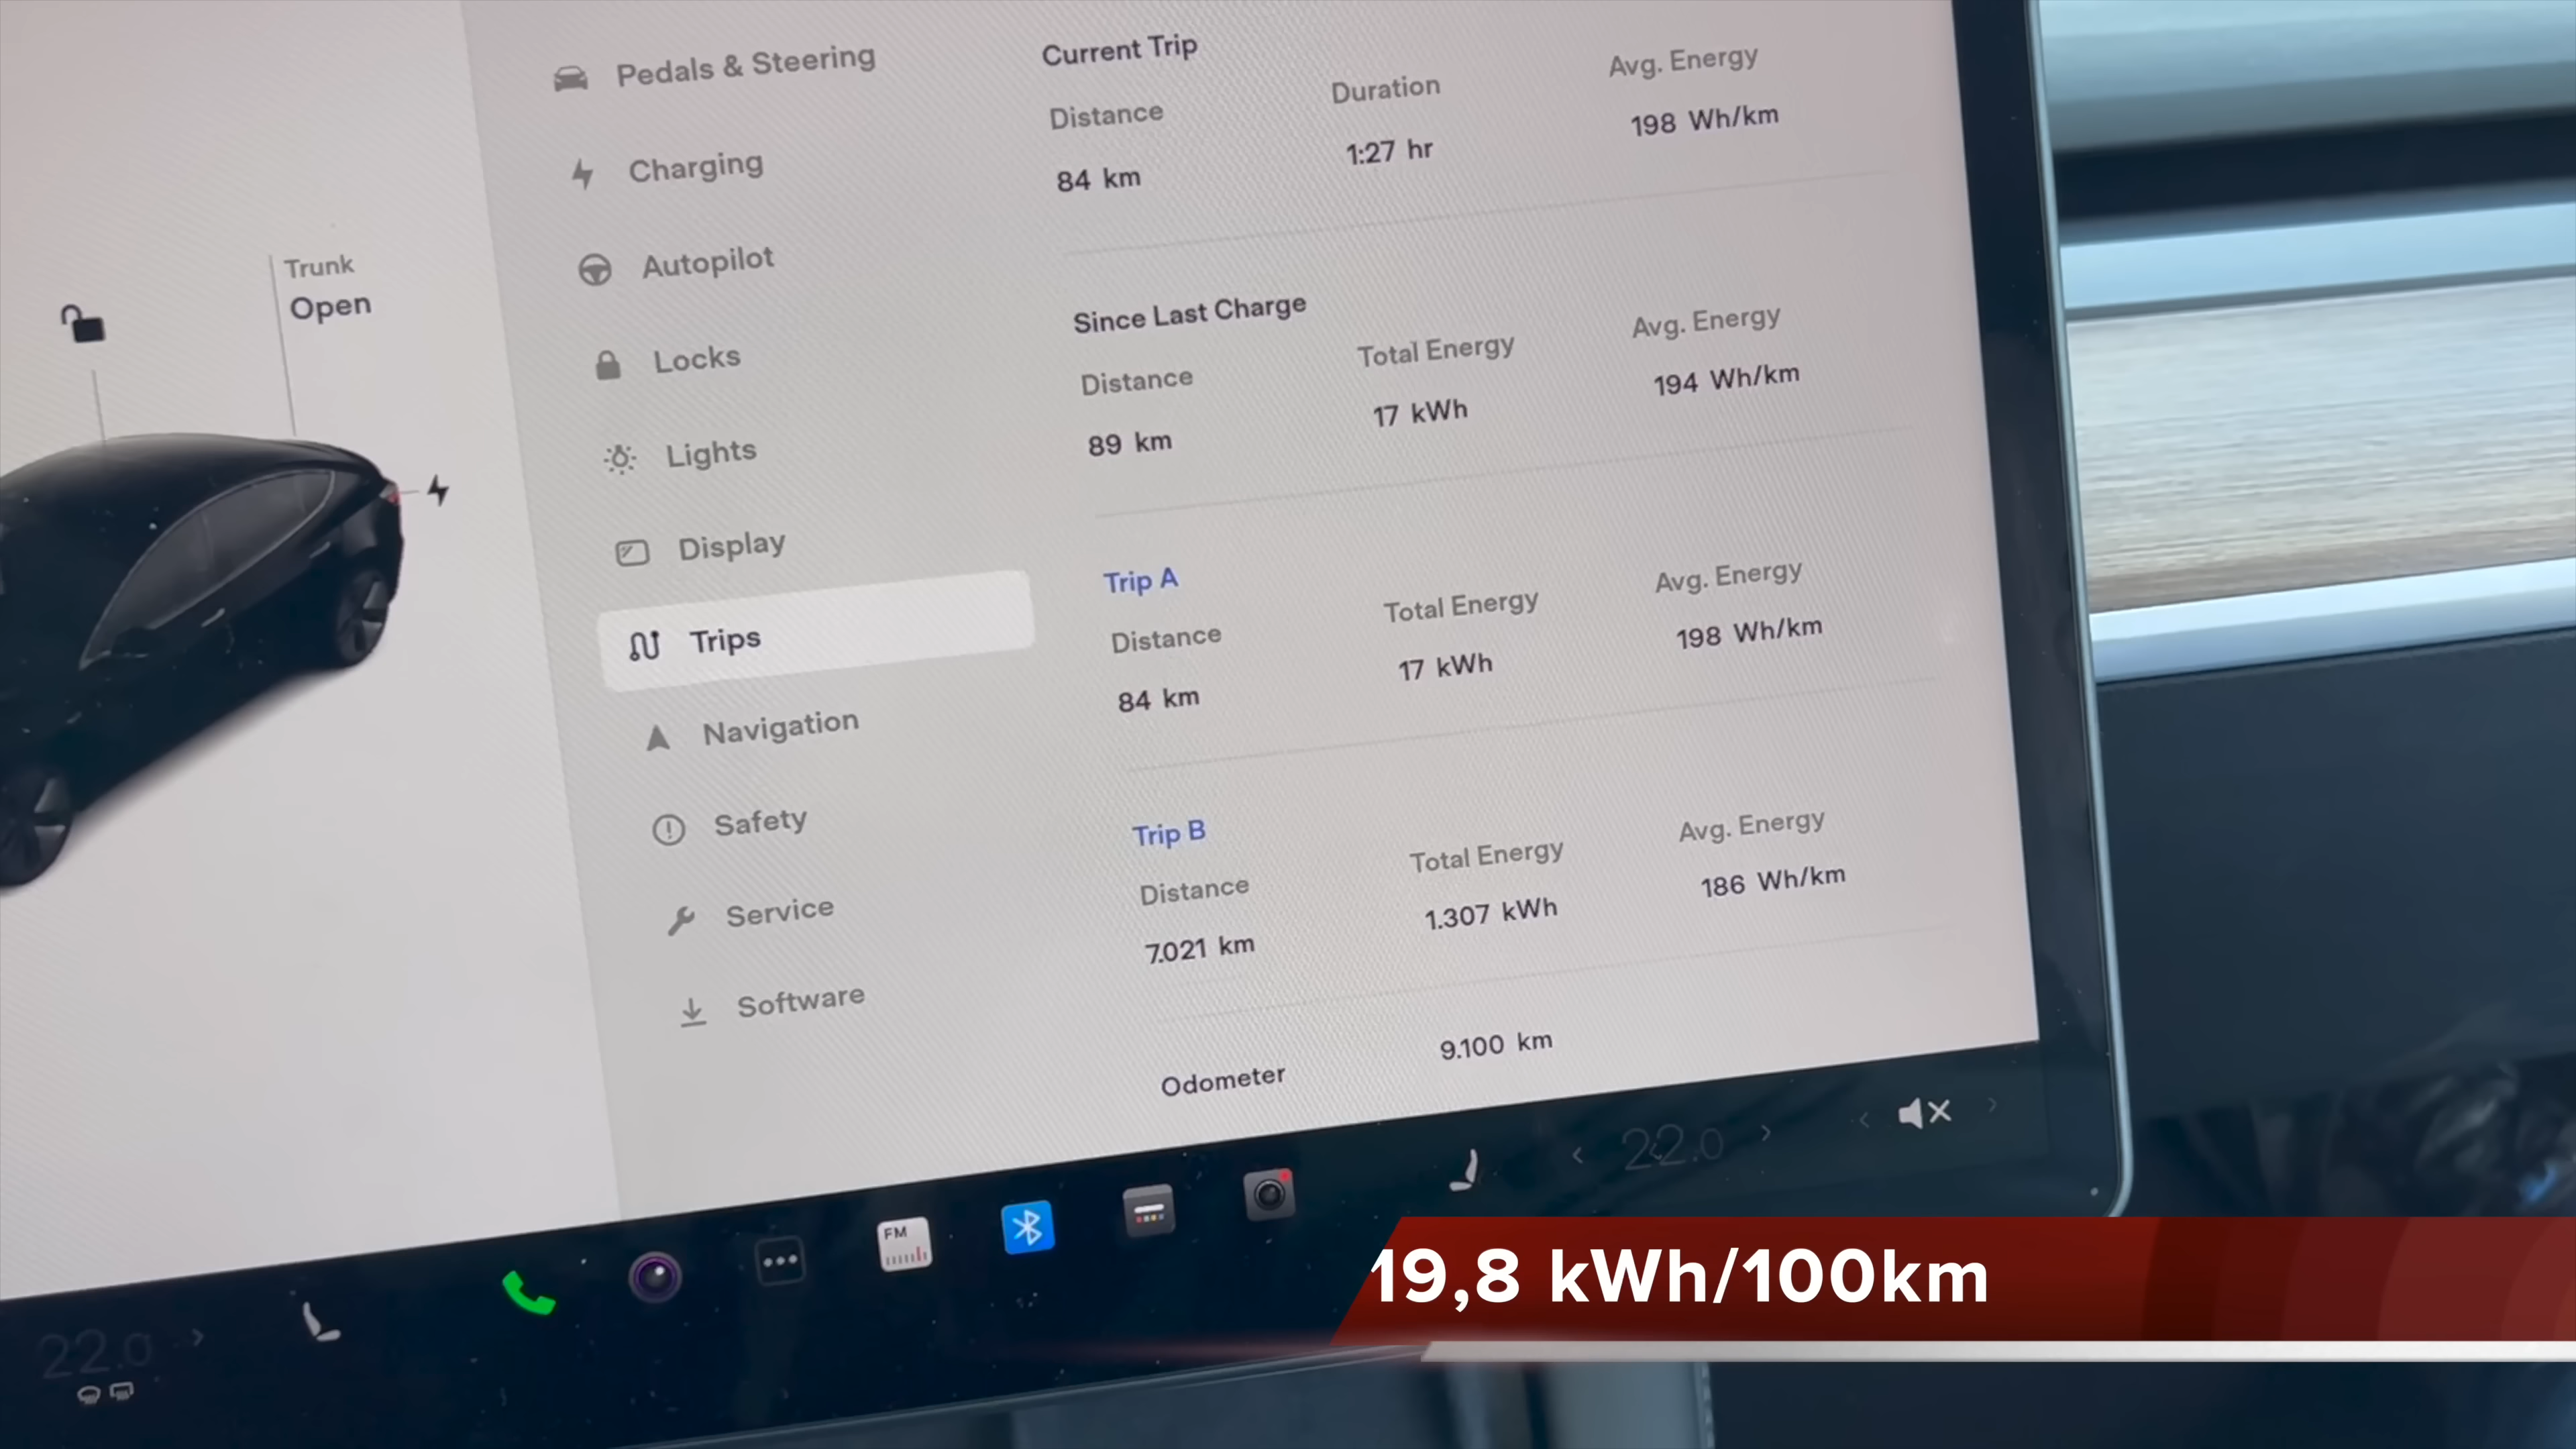 Trunk
Open
Pedals & Steering
Charging
Autopilot
Locks
Lights
Display
Trips
Navigation
Safety
Service
Software
Current Trip
Distance Duration Avg. Energy
84 km 1:27 hr 198 Wh/km
Since Last Charge
Distance Total Energy Avg. Energy
89 km 17 kWh 194 Wh/km
Trip A
Distance Total Energy Avg. Energy
84 km 17 kWh 198 Wh/km
Trip B
Distance Total Energy Avg. Energy
7.021 km 1.307 kWh 186 Wh/km
Odometer 9.100 km
22.0
FM
22.0
19,8 kWh/100km